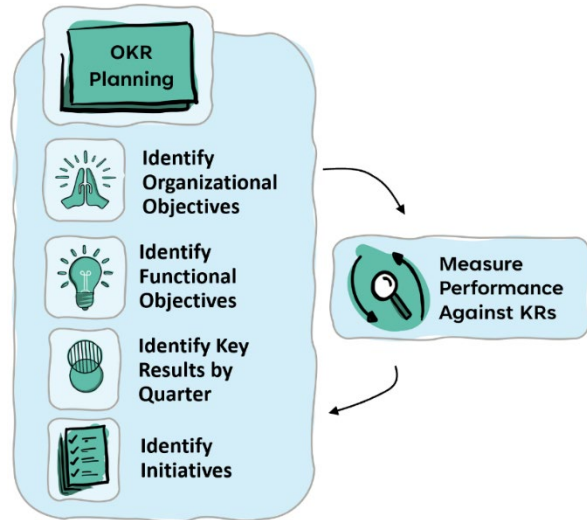 OKR
Planning
Identify
Organizational
Objectives
Identify
Functional
Objectives
Identify Key
Results by
Quarter
Identify
Initiatives
Measure
Performance
Against KRs